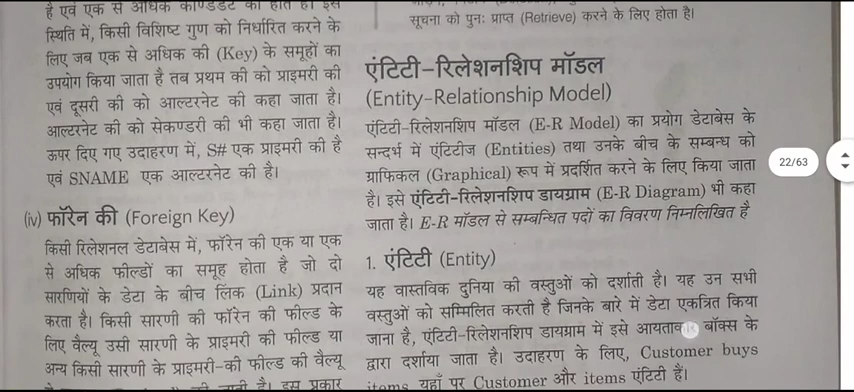 है एवं एक से अधिक कैण्डिडेट की होते हैं। इस
स्थिति में, किसी विशिष्ट गुण को निर्धारित करने के
लिए जब एक से अधिक की (Key) के समूहों का
उपयोग किया जाता है तब प्रथम की को प्राइमरी की
एवं दूसरी की को आल्टरनेट की कहा जाता है।
आल्टरनेट की को सेकण्डरी की भी कहा जाता है।
ऊपर दिए गए उदाहरण में, S# एक प्राइमरी की है
एवं SNAME एक आल्टरनेट की है।
(iv) फॉरेन की (Foreign Key)
किसी रिलेशनल डेटाबेस में, फॉरेन की एक या एक
से अधिक फील्डों का समूह होता है जो दो
सारणियों के डेटा के बीच लिंक (Link) प्रदान
करता है। किसी सारणी की फॉरेन की फील्ड के
लिए वैल्यू उसी सारणी के प्राइमरी की फील्ड या
अन्य किसी सारणी के प्राइमरी-की फील्ड की वैल्यू
जाती है। इस प्रकार
सूचना को पुनः प्राप्त (Retrieve) करने के लिए होता है।
एंटिटी-रिलेशनशिप मॉडल
(Entity-Relationship Model)
एंटिटी-रिलेशनशिप मॉडल (E-R Model) का प्रयोग डेटाबेस के
सन्दर्भ में एंटिटीज (Entities) तथा उनके बीच के सम्बन्ध को
ग्राफिकल (Graphical) रूप में प्रदर्शित करने के लिए किया जाता
है। इसे एंटिटी-रिलेशनशिप डायग्राम (E-R Diagram) भी कहा
जाता है। E-R मॉडल से सम्बन्धित पदों का विवरण निम्नलिखित है
1. एंटिटी (Entity)
यह वास्तविक दुनिया की वस्तुओं को दर्शाती है। यह उन सभी
वस्तुओं को सम्मिलित करती है जिनके बारे में डेटा एकत्रित किया
जाना है, एंटिटी-रिलेशनशिप डायग्राम में इसे बॉक्स के
द्वारा दर्शाया जाता है। उदाहरण के लिए, Customer buys
items यहाँ पर Customer और items एंटिटी हैं।
22/63